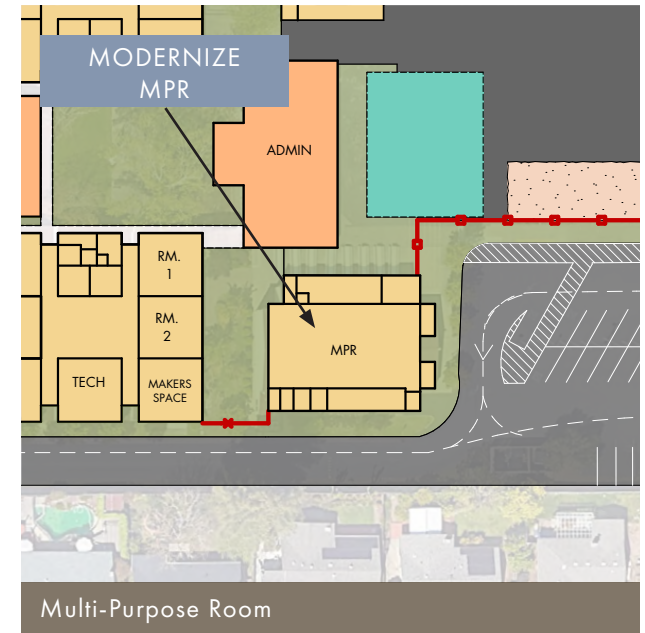 MODERNIZE
MPR
ADMIN
RM.
1
RM.
2
MPR
TECH
MAKERS
SPACE
Multi-Purpose Room